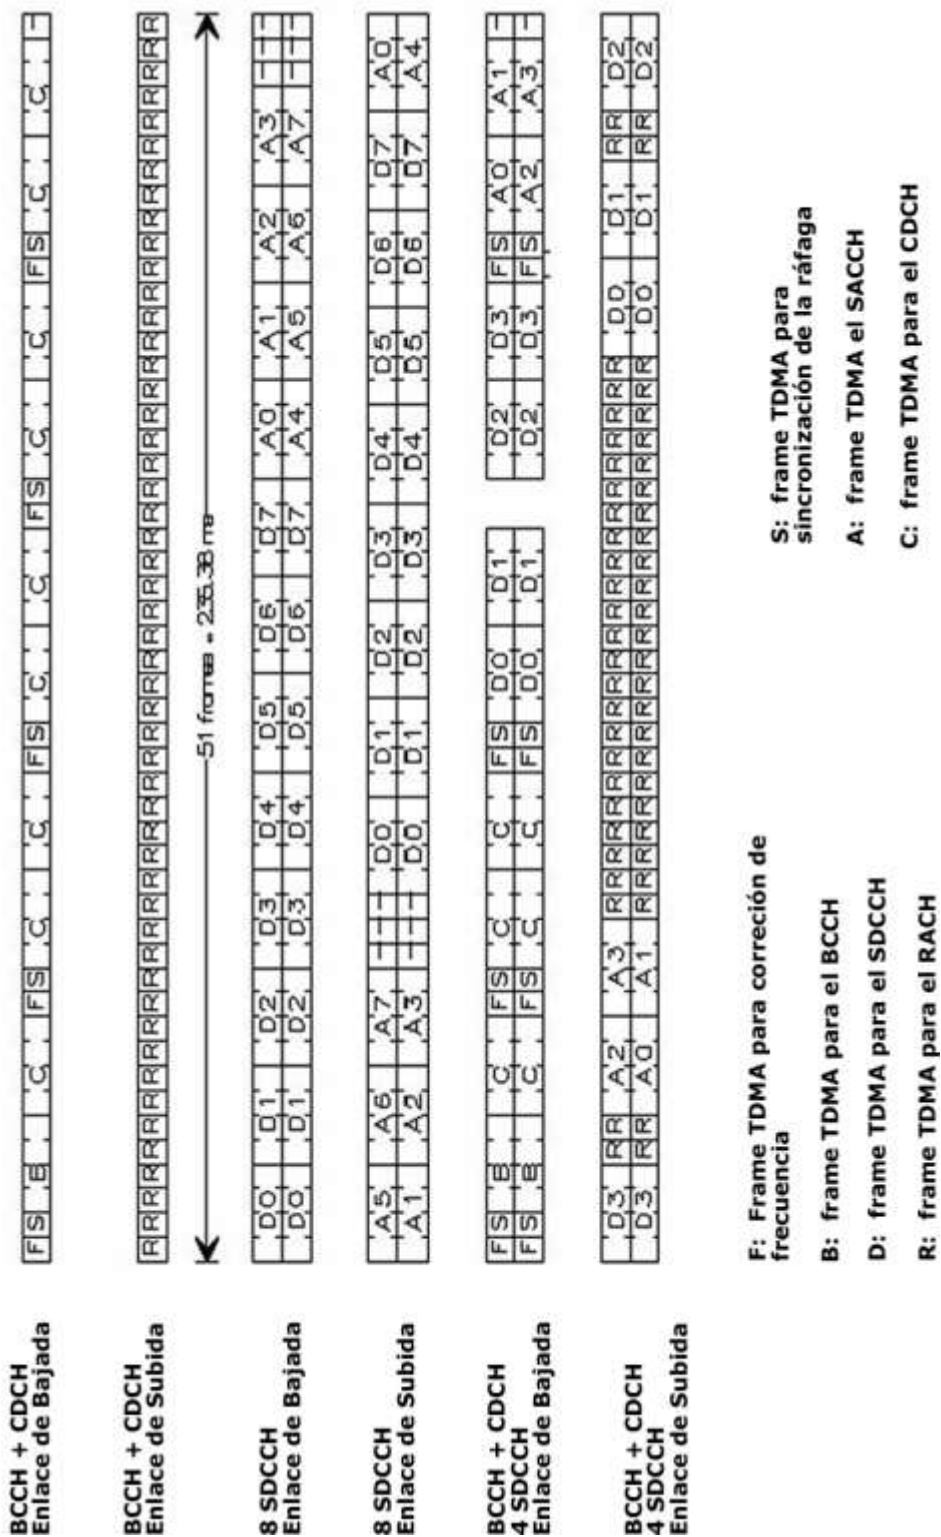 BCCH + CDCH
Enlace de Bajada
F S B C F S C C F S C C F S C C F S C C I
BCCH + CDCH
Enlace de Subida
R R R R R R R R R R R R R R R R R R R R R R R R R R R R R R R R R R R R R R R R R R R R R R R R R R R
51 frames = 235.38 ms
8 SDCCH
Enlace de Bajada
D0 D1 D2 D3 D4 D5 D6 D7 A0 A1 A2 A3 I I I
D0 D1 D2 D3 D4 D5 D6 D7 A4 A5 A6 A7 I I I
8 SDCCH
Enlace de Subida
A5 A6 A7 I I I D0 D1 D2 D3 D4 D5 D6 D7 A0
A1 A2 A3 I I I D0 D1 D2 D3 D4 D5 D6 D7 A4
BCCH + CDCH
4 SDCCH
Enlace de Bajada
F S B C F S C C F S D0 D1 D2 D3 F S A0 A1 I
F S B C F S C C F S D0 D1 D2 D3 F S A2 A3 I
BCCH + CDCH
4 SDCCH
Enlace de Subida
D3 R R A2 A3 R R R R R R R R R R R R R R R R R R R R R R R D0 D1 R R D2
D3 R R A0 A1 R R R R R R R R R R R R R R R R R R R R R R R D0 D1 R R D2
F: Frame TDMA para correción de
frecuencia
B: frame TDMA para el BCCH
D: frame TDMA para el SDCCH
R: frame TDMA para el RACH
S: frame TDMA para
sincronización de la ráfaga
A: frame TDMA el SACCH
C: frame TDMA para el CDCH